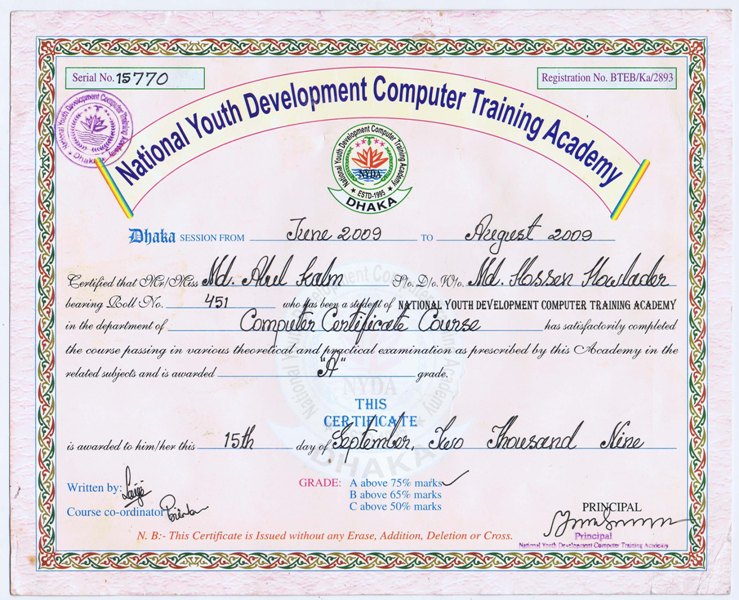 Serial No. 15770
Registration No. BTEB/Ka/2893
National Youth Development Computer Training Academy
National Youth Development Computer Training Academy
Dhaka
National Youth Development Computer Training Academy
NYDA
ESTD-1995
DHAKA
Dhaka SESSION FROM June 2009 TO August 2009
Certified that Mr/Miss Md. Abul Kalm S/o. D/o. W/o. Md. Hossen Howlader
bearing Roll No. 451 who has been a student of NATIONAL YOUTH DEVELOPMENT COMPUTER TRAINING ACADEMY
in the department of Computer Certificate Course has satisfactorily completed
the course passing in various theoretical and practical examination as prescribed by this Academy in the
related subjects and is awarded "A" grade.
THIS
CERTIFICATE
is awarded to him/her this 15th day of September, Two Thousand Nine
GRADE: A above 75% marks
B above 65% marks
C above 50% marks
Written by:
Course co-ordinator
PRINCIPAL
Principal
National Youth Development Computer Training Academy
N. B:- This Certificate is Issued without any Erase, Addition, Deletion or Cross.